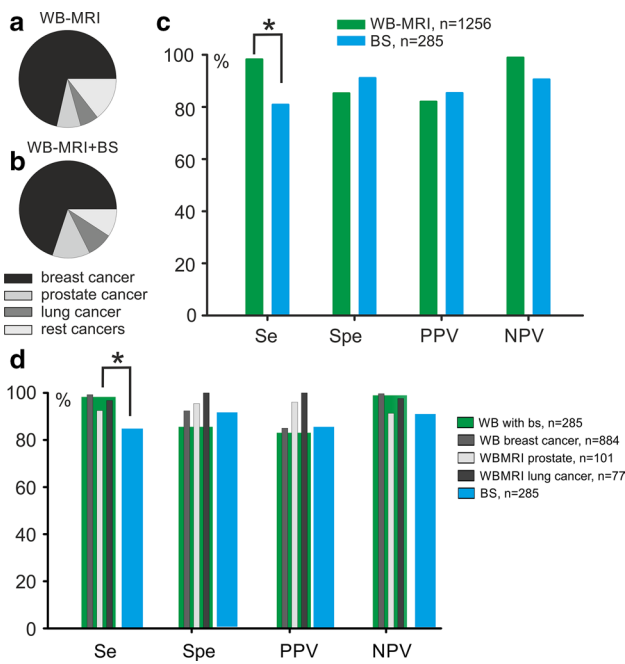 a
WB-MRI
b
WB-MRI+BS
breast cancer
prostate cancer
lung cancer
rest cancers
c
WB-MRI, n=1256
BS, n=285
*
%
100
80
60
40
20
0
Se
Spe
PPV
NPV
d
*
%
100
80
60
40
20
0
Se
Spe
PPV
NPV
WB with bs, n=285
WB breast cancer, n=884
WBMRI prostate, n=101
WBMRI lung cancer, n=77
BS, n=285